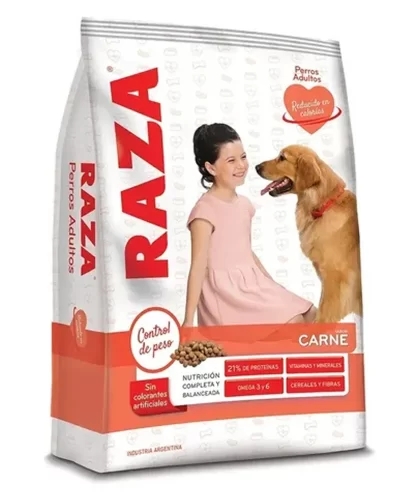 Perros
Adultos
Reducido en
calorías
RAZA®
RAZA
Perros Adultos
Control
de peso
Sin
colorantes
artificiales
NUTRICIÓN
COMPLETA Y
BALANCEADA
CARNE
21% DE PROTEÍNAS
VITAMINAS Y MINERALES
OMEGA 3 y 6
CEREALES Y FIBRAS
INDUSTRIA ARGENTINA